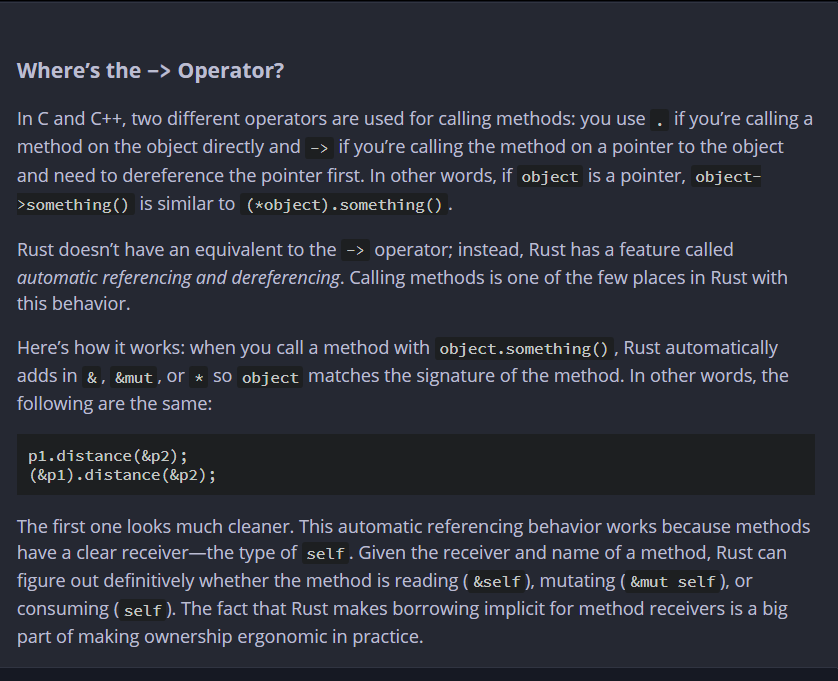 Where's the -> Operator?
In C and C++, two different operators are used for calling methods: you use . if you're calling a
method on the object directly and -> if you're calling the method on a pointer to the object
and need to dereference the pointer first. In other words, if object is a pointer, object-
>something() is similar to (*object).something().
Rust doesn't have an equivalent to the -> operator; instead, Rust has a feature called
automatic referencing and dereferencing. Calling methods is one of the few places in Rust with
this behavior.
Here's how it works: when you call a method with object.something(), Rust automatically
adds in &, &mut, or * so object matches the signature of the method. In other words, the
following are the same:
p1.distance(&p2);
(&p1).distance(&p2);
The first one looks much cleaner. This automatic referencing behavior works because methods
have a clear receiver—the type of self. Given the receiver and name of a method, Rust can
figure out definitively whether the method is reading (&self), mutating (&mut self), or
consuming (self). The fact that Rust makes borrowing implicit for method receivers is a big
part of making ownership ergonomic in practice.